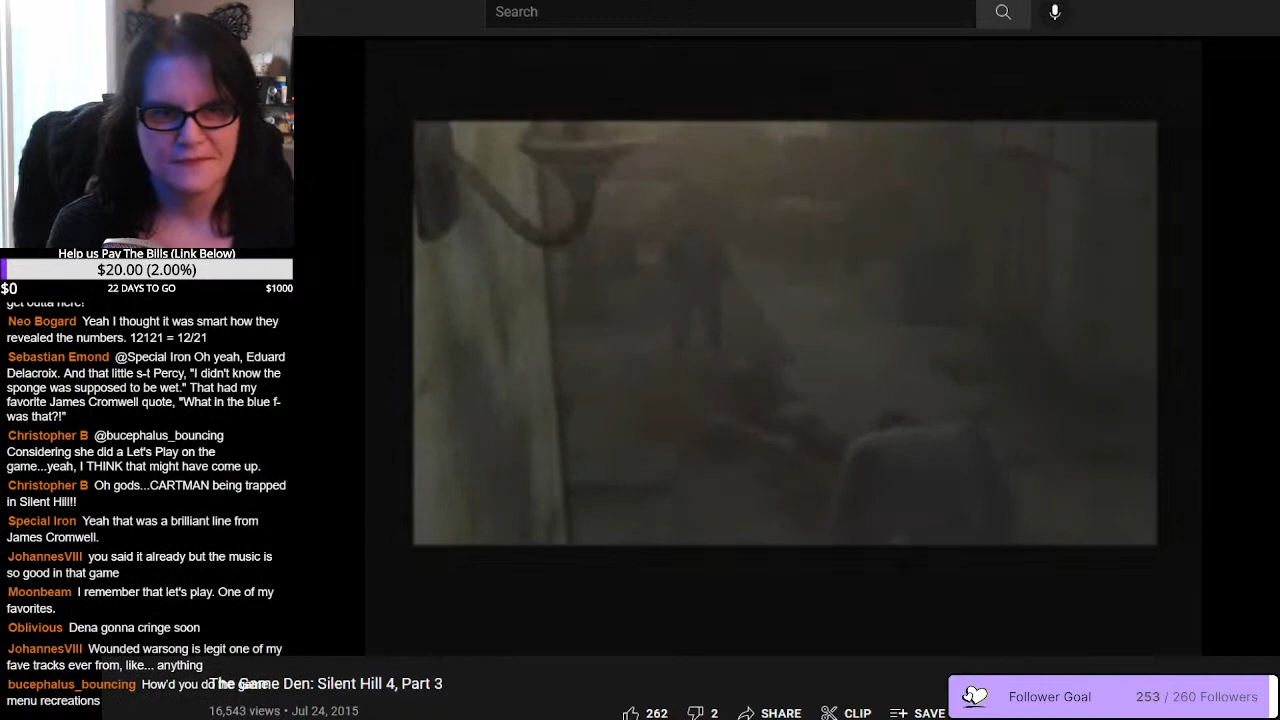 Search
Help us Pay The Bills (Link Below)
$20.00 (2.00%)
$0
22 DAYS TO GO
$1000
get outta here!
Neo Bogard Yeah I thought it was smart how they
revealed the numbers. 12121 = 12/21
Sebastian Emond @Special Iron Oh yeah, Eduard
Delacroix. And that little s-t Percy, "I didn't know the
sponge was supposed to be wet." That had my
favorite James Cromwell quote, "What in the blue f-
was that?!"
Christopher B @bucephalus_bouncing
Considering she did a Let's Play on the
game...yeah, I THINK that might have come up.
Christopher B Oh gods...CARTMAN being trapped
in Silent Hill!!
Special Iron Yeah that was a brilliant line from
James Cromwell.
JohannesVIII you said it already but the music is
so good in that game
Moonbeam I remember that let's play. One of my
favorites.
Oblivious Dena gonna cringe soon
JohannesVIII Wounded warsong is legit one of my
fave tracks ever from, like... anything
bucephalus_bouncing How'd you do the game
menu recreations
The Game Den: Silent Hill 4, Part 3
16,543 views • Jul 24, 2015
262
2
SHARE
CLIP
SAVE
Follower Goal
253 / 260 Followers